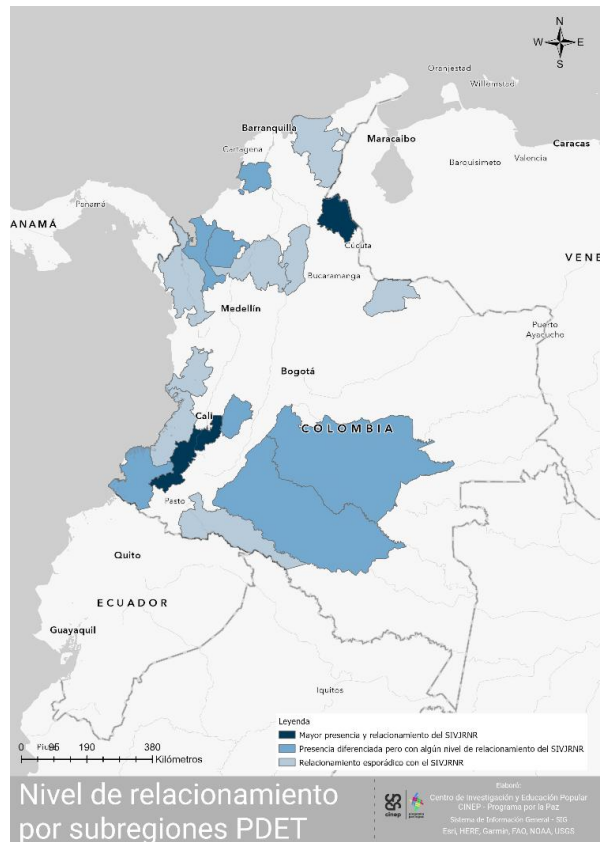 N
W E
S
Oranjestad
Willemstad
Barranquilla
Maracaibo
Cartagena
Caracas
Barquisimeto
Valencia
Panamá
ANAMÁ
Cúcuta
VENE
Bucaramanga
Medellín
Puerto
Ayacucho
Bogotá
Cali
COLOMBIA
Pasto
Quito
ECUADOR
Guayaquil
Iquitos
Piura
0 95 190 380
Kilómetros
Leyenda
Mayor presencia y relacionamiento del SIVJRNR
Presencia diferenciada pero con algún nivel de relacionamiento del SIVJRNR
Relacionamiento esporádico con el SIVJRNR
Nivel de relacionamiento
por subregiones PDET
cinep
Elaboró:
Centro de Investigación y Educación Popular
CINEP - Programa por la Paz
Sistema de Información General - SIG
Esri, HERE, Garmin, FAO, NOAA, USGS